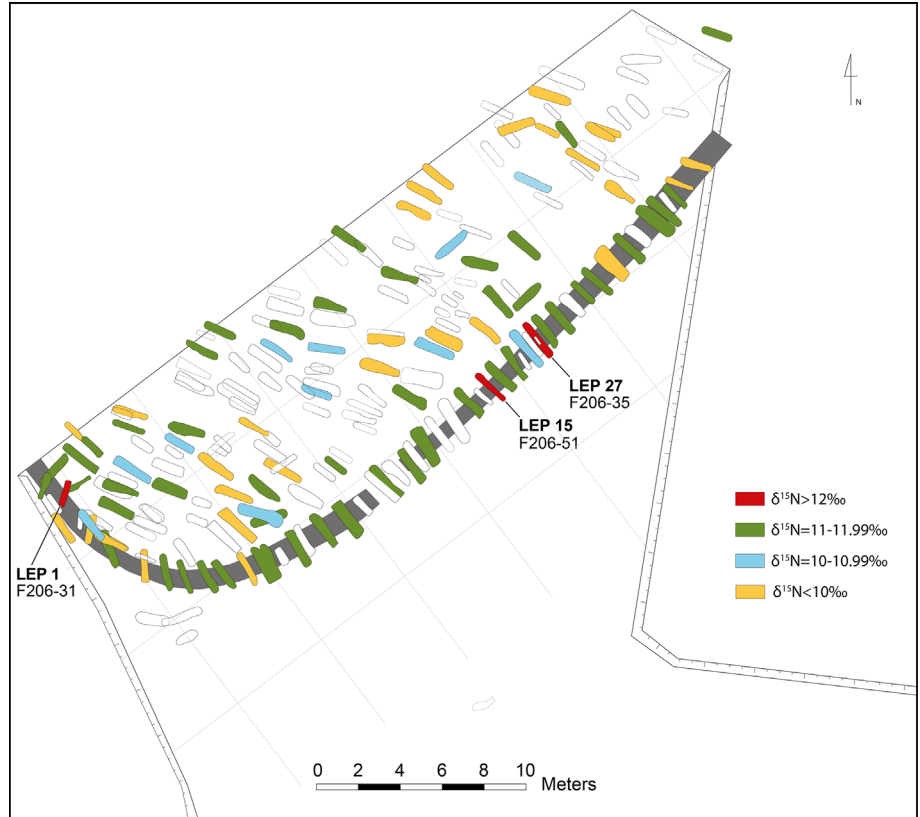 N
LEP 27
F206-35
LEP 15
F206-51
δ¹⁵N>12‰
δ¹⁵N=11-11.99‰
δ¹⁵N=10-10.99‰
δ¹⁵N<10‰
LEP 1
F206-31
0 2 4 6 8 10
Meters